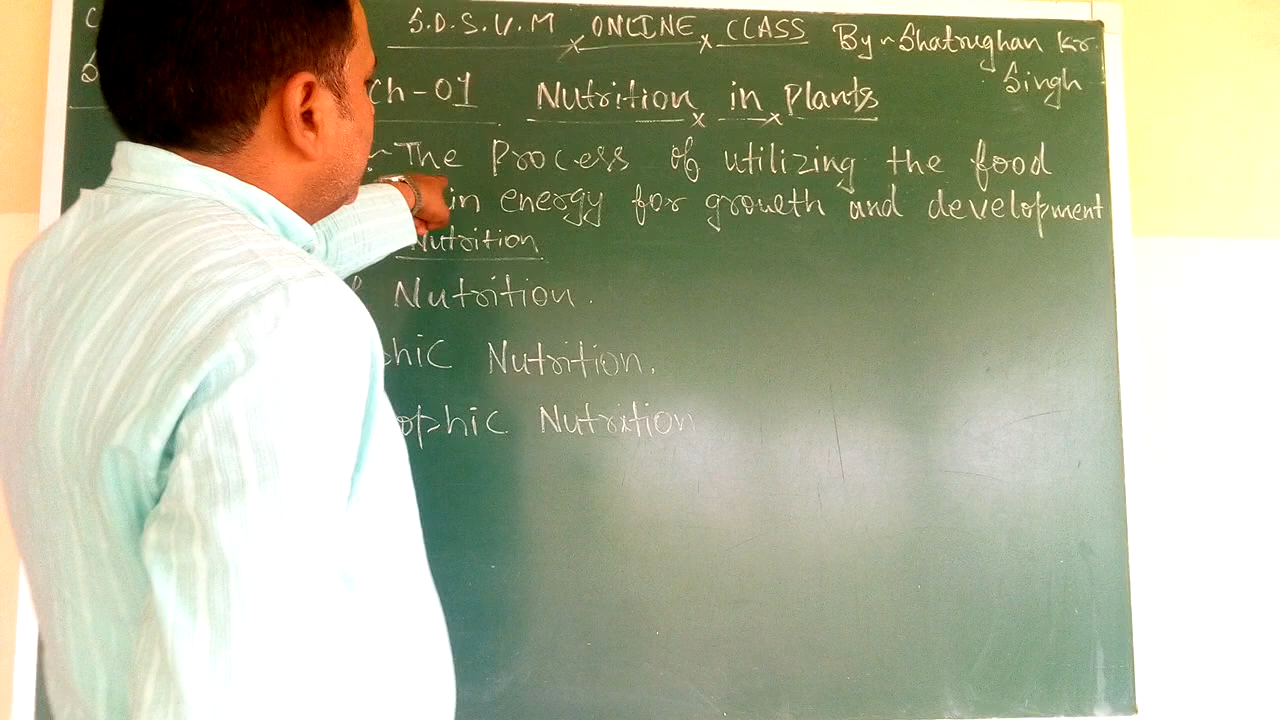 S.D.S.V.M ONLINE CLASS By ~ Shatrughan Kr. Singh
Ch-01 Nutrition in Plants
The Process of utilizing the food
in energy for growth and development
Nutrition
Nutrition.
phic Nutrition.
ophic Nutrition